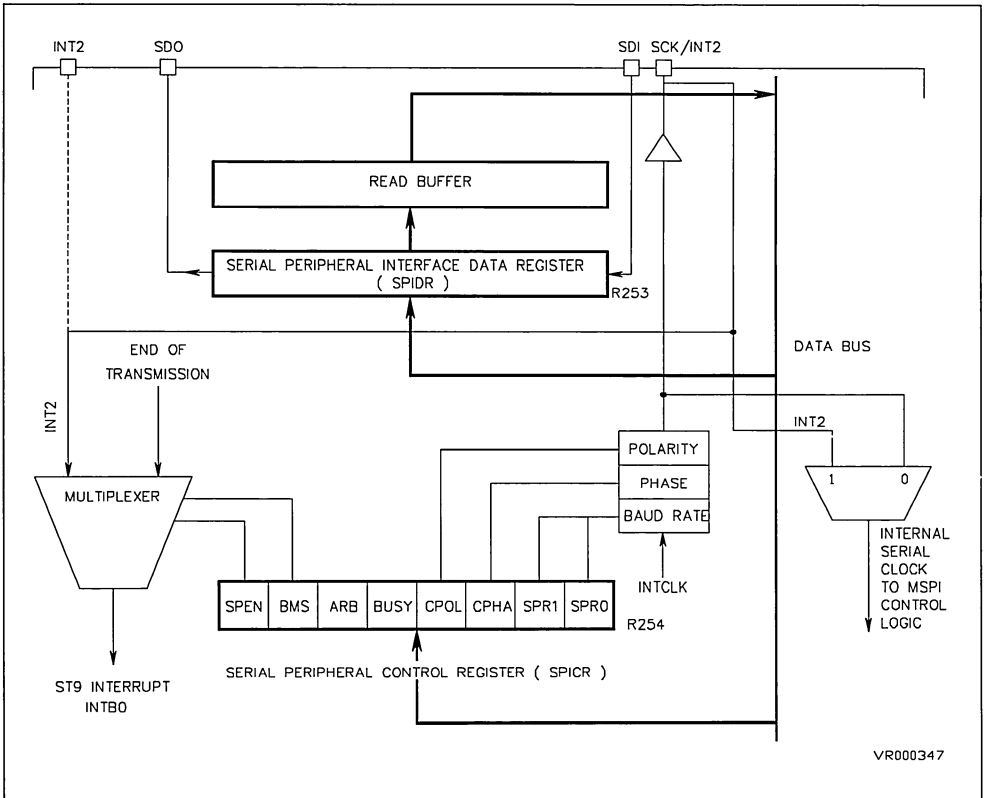 INT2 SDO SDI SCK/INT2
READ BUFFER
SERIAL PERIPHERAL INTERFACE DATA REGISTER
( SPIDR )
R253
END OF
TRANSMISSION
DATA BUS
INT2
INT2
POLARITY
MULTIPLEXER
PHASE
1 0
BAUD RATE
INTERNAL
SERIAL
CLOCK
TO MSPI
CONTROL
LOGIC
INTCLK
SPEN BMS ARB BUSY CPOL CPHA SPR1 SPR0
R254
SERIAL PERIPHERAL CONTROL REGISTER ( SPICR )
ST9 INTERRUPT
INTB0
VR000347